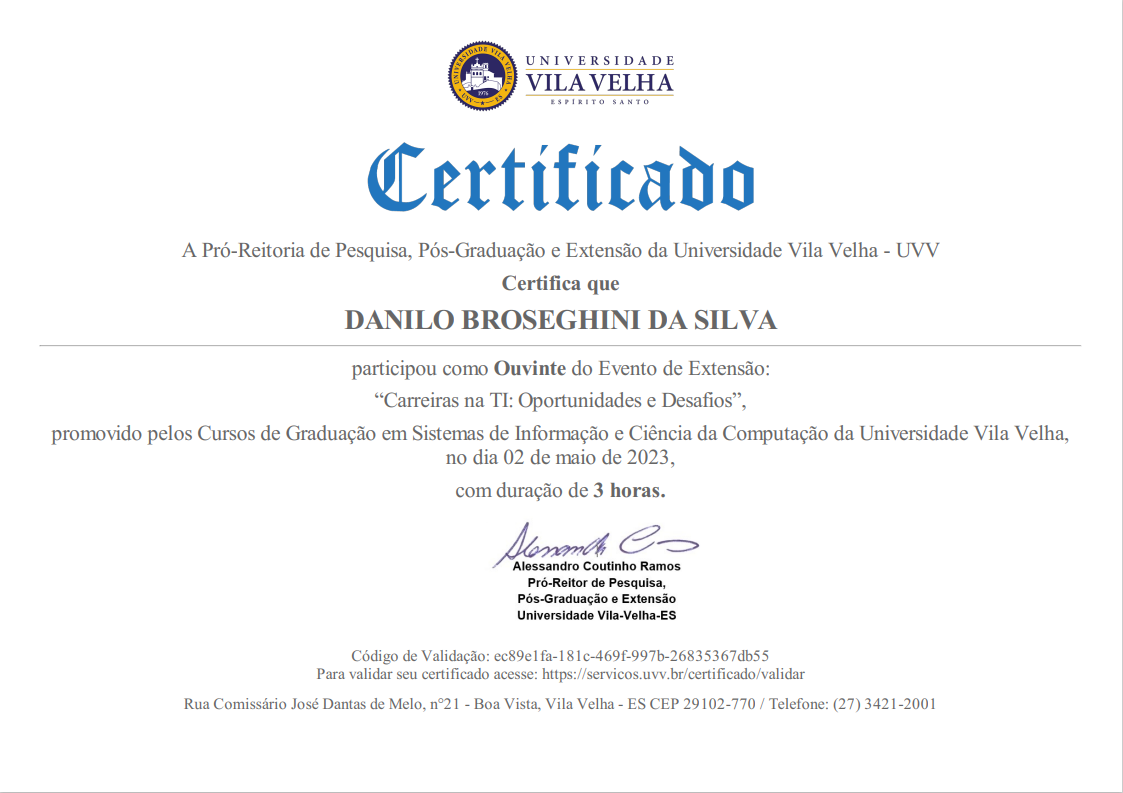 UNIVERSIDADE VILA VELHA
UVV ★ ES
1976
UNIVERSIDADE
VILA VELHA
ESPÍRITO SANTO
Certificado
A Pró-Reitoria de Pesquisa, Pós-Graduação e Extensão da Universidade Vila Velha - UVV
Certifica que
DANILO BROSEGHINI DA SILVA
participou como Ouvinte do Evento de Extensão:
“Carreiras na TI: Oportunidades e Desafios”,
promovido pelos Cursos de Graduação em Sistemas de Informação e Ciência da Computação da Universidade Vila Velha,
no dia 02 de maio de 2023,
com duração de 3 horas.
Alessandro Coutinho Ramos
Pró-Reitor de Pesquisa,
Pós-Graduação e Extensão
Universidade Vila-Velha-ES
Código de Validação: ec89e1fa-181c-469f-997b-26835367db55
Para validar seu certificado acesse: https://servicos.uvv.br/certificado/validar
Rua Comissário José Dantas de Melo, nº21 - Boa Vista, Vila Velha - ES CEP 29102-770 / Telefone: (27) 3421-2001